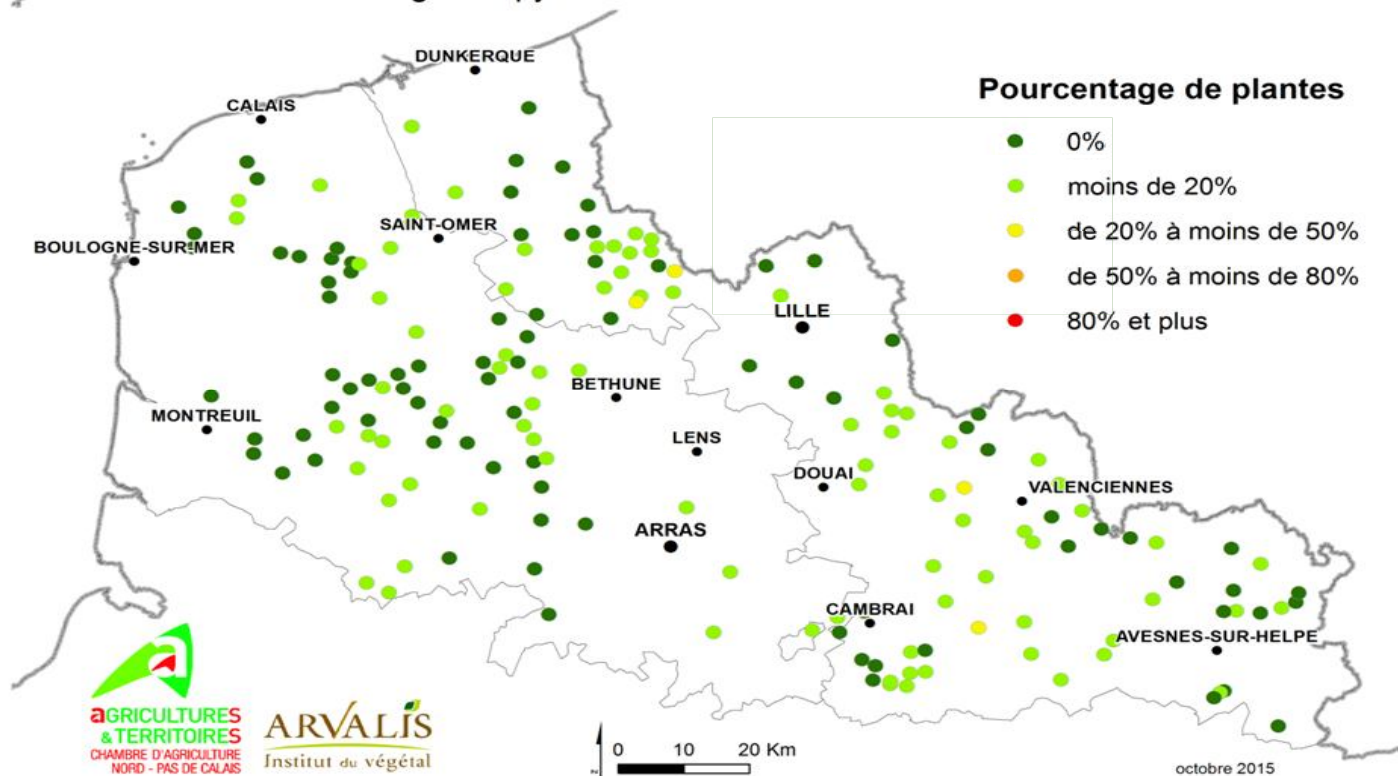 DUNKERQUE
CALAIS
Pourcentage de plantes
0%
moins de 20%
de 20% à moins de 50%
de 50% à moins de 80%
80% et plus
SAINT-OMER
BOULOGNE-SUR-MER
LILLE
BETHUNE
MONTREUIL
LENS
DOUAI
VALENCIENNES
ARRAS
CAMBRAI
AVESNES-SUR-HELPE
a
aGRICULTURES
& TERRITOIRES
CHAMBRE D'AGRICULTURE
NORD - PAS DE CALAIS
ARVALIS
Institut du végétal
N
0 10 20 Km
octobre 2015